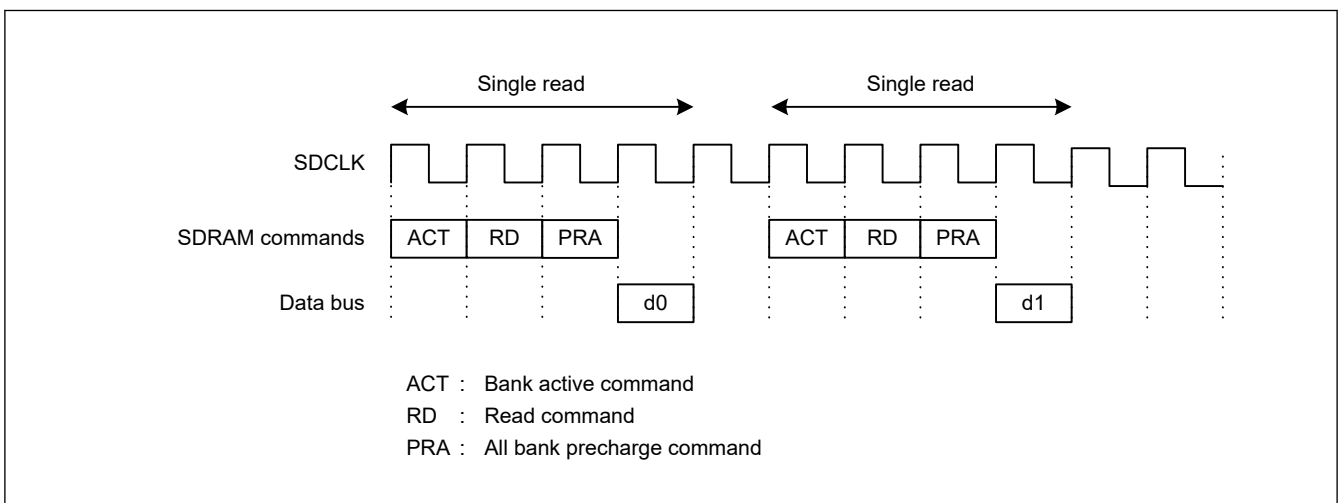 Single read Single read
SDCLK
SDRAM commands ACT RD PRA ACT RD PRA
Data bus d0 d1
ACT : Bank active command
RD : Read command
PRA : All bank precharge command